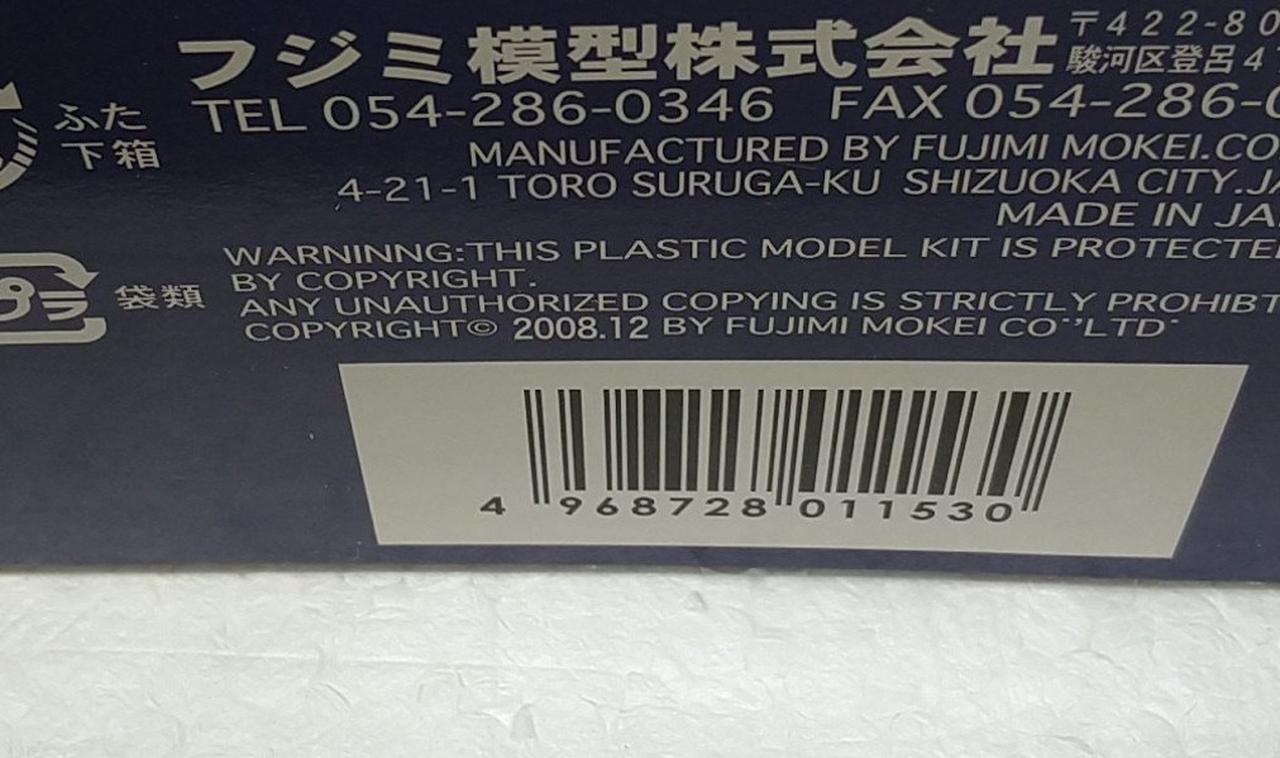 フジミ模型株式会社 〒422-80
駿河区登呂4
TEL 054-286-0346 FAX 054-286-
ふた
下箱
MANUFACTURED BY FUJIMI MOKEI.CO
4-21-1 TORO SURUGA-KU SHIZUOKA CITY.JA
MADE IN JA
WARNINNG:THIS PLASTIC MODEL KIT IS PROTECTE
BY COPYRIGHT.
プラ 袋類
ANY UNAUTHORIZED COPYING IS STRICTLY PROHIBT
COPYRIGHT© 2008.12 BY FUJIMI MOKEI CO.,LTD.
4 968728 011530